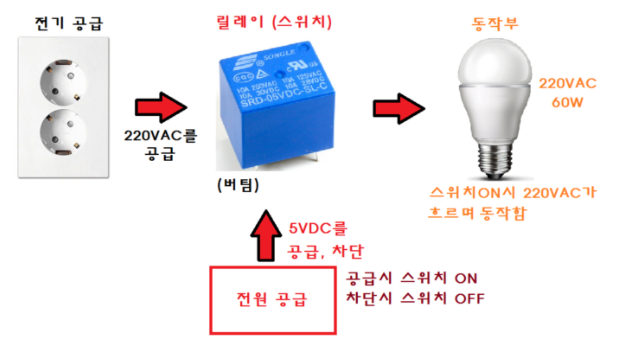 전기 공급
릴레이 (스위치)
동작부
SONGLE
10A 250VAC 10A 125VAC
10A 30VDC 10A 28VDC
SRD-05VDC-SL-C
220VAC를
공급
220VAC
60W
(버팀)
스위치ON시 220VAC가
흐르며 동작함
5VDC를
공급, 차단
전원 공급
공급시 스위치 ON
차단시 스위치 OFF